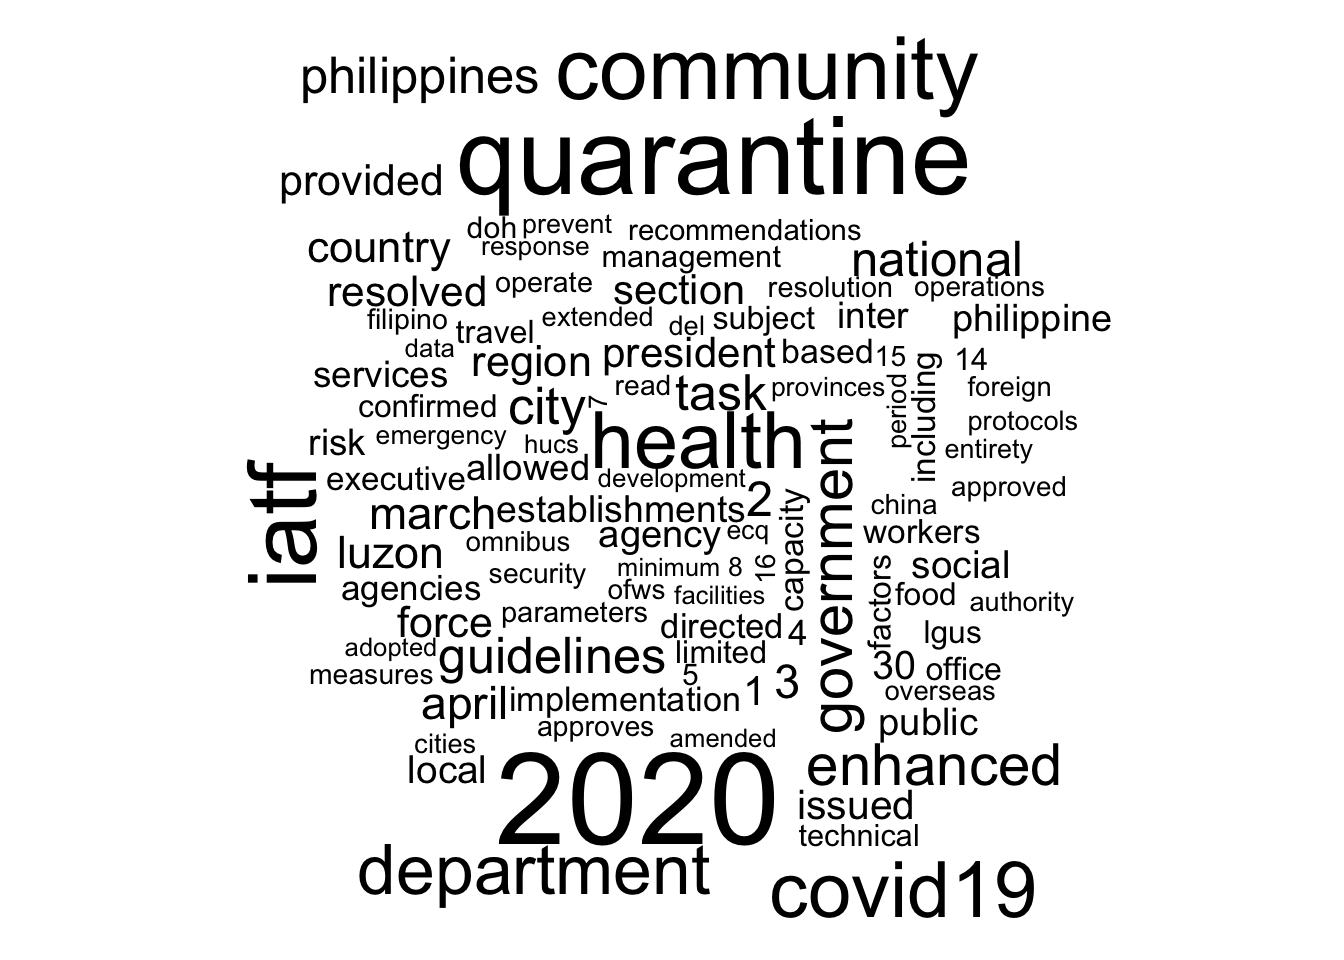 philippines community
provided quarantine
doh prevent recommendations
country response management national
resolved operate section resolution operations
filipino travel extended del subject inter philippine
data region president based 15 including 14
services read task provinces period foreign
confirmed city 7 protocols
risk emergency hucs health government entirety
iatf executive allowed development approved
march establishments 2 capacity china
luzon omnibus agency ecq workers
agencies security minimum 8 16 factors social
ofws facilities food authority
force parameters directed 4 lgus
adopted guidelines limited 30 office
measures 5 overseas
april implementation 1 3 public
approves
cities amended
local 2020 enhanced
issued
technical
department covid19